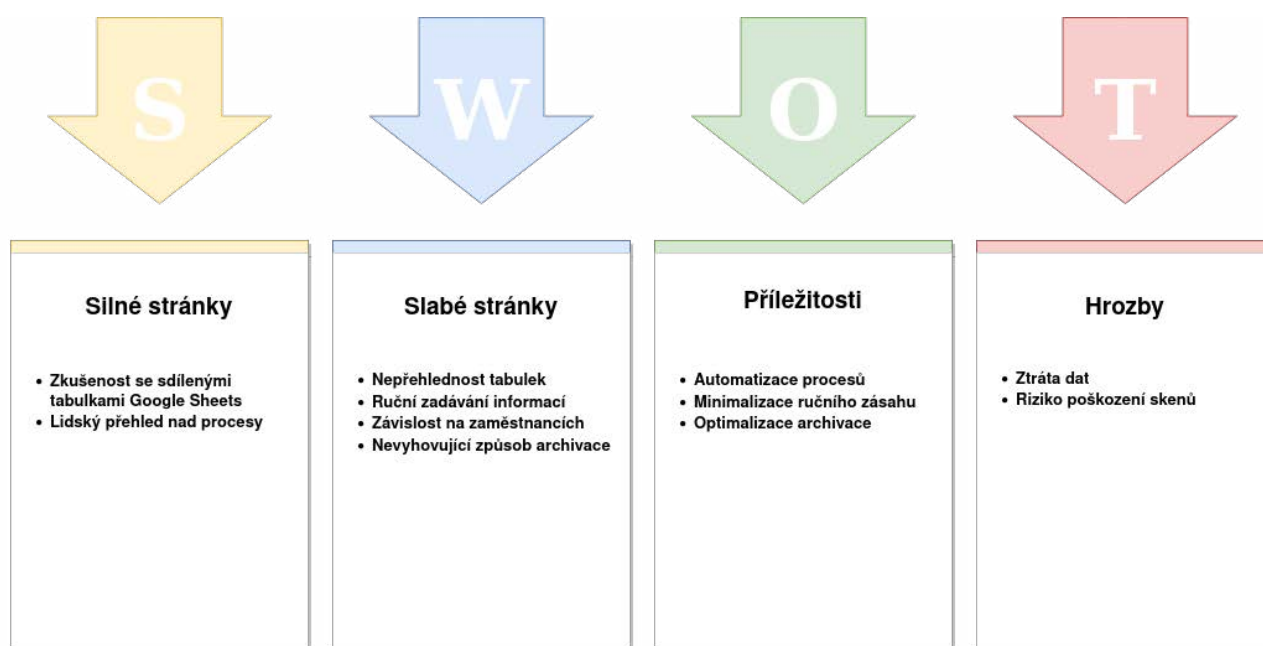 S
W
O
T
Silné stránky
• Zkušenost se sdílenými
tabulkami Google Sheets
• Lidský přehled nad procesy
Slabé stránky
• Nepřehlednost tabulek
• Ruční zadávání informací
• Závislost na zaměstnancích
• Nevyhovující způsob archivace
Příležitosti
• Automatizace procesů
• Minimalizace ručního zásahu
• Optimalizace archivace
Hrozby
• Ztráta dat
• Riziko poškození skenů